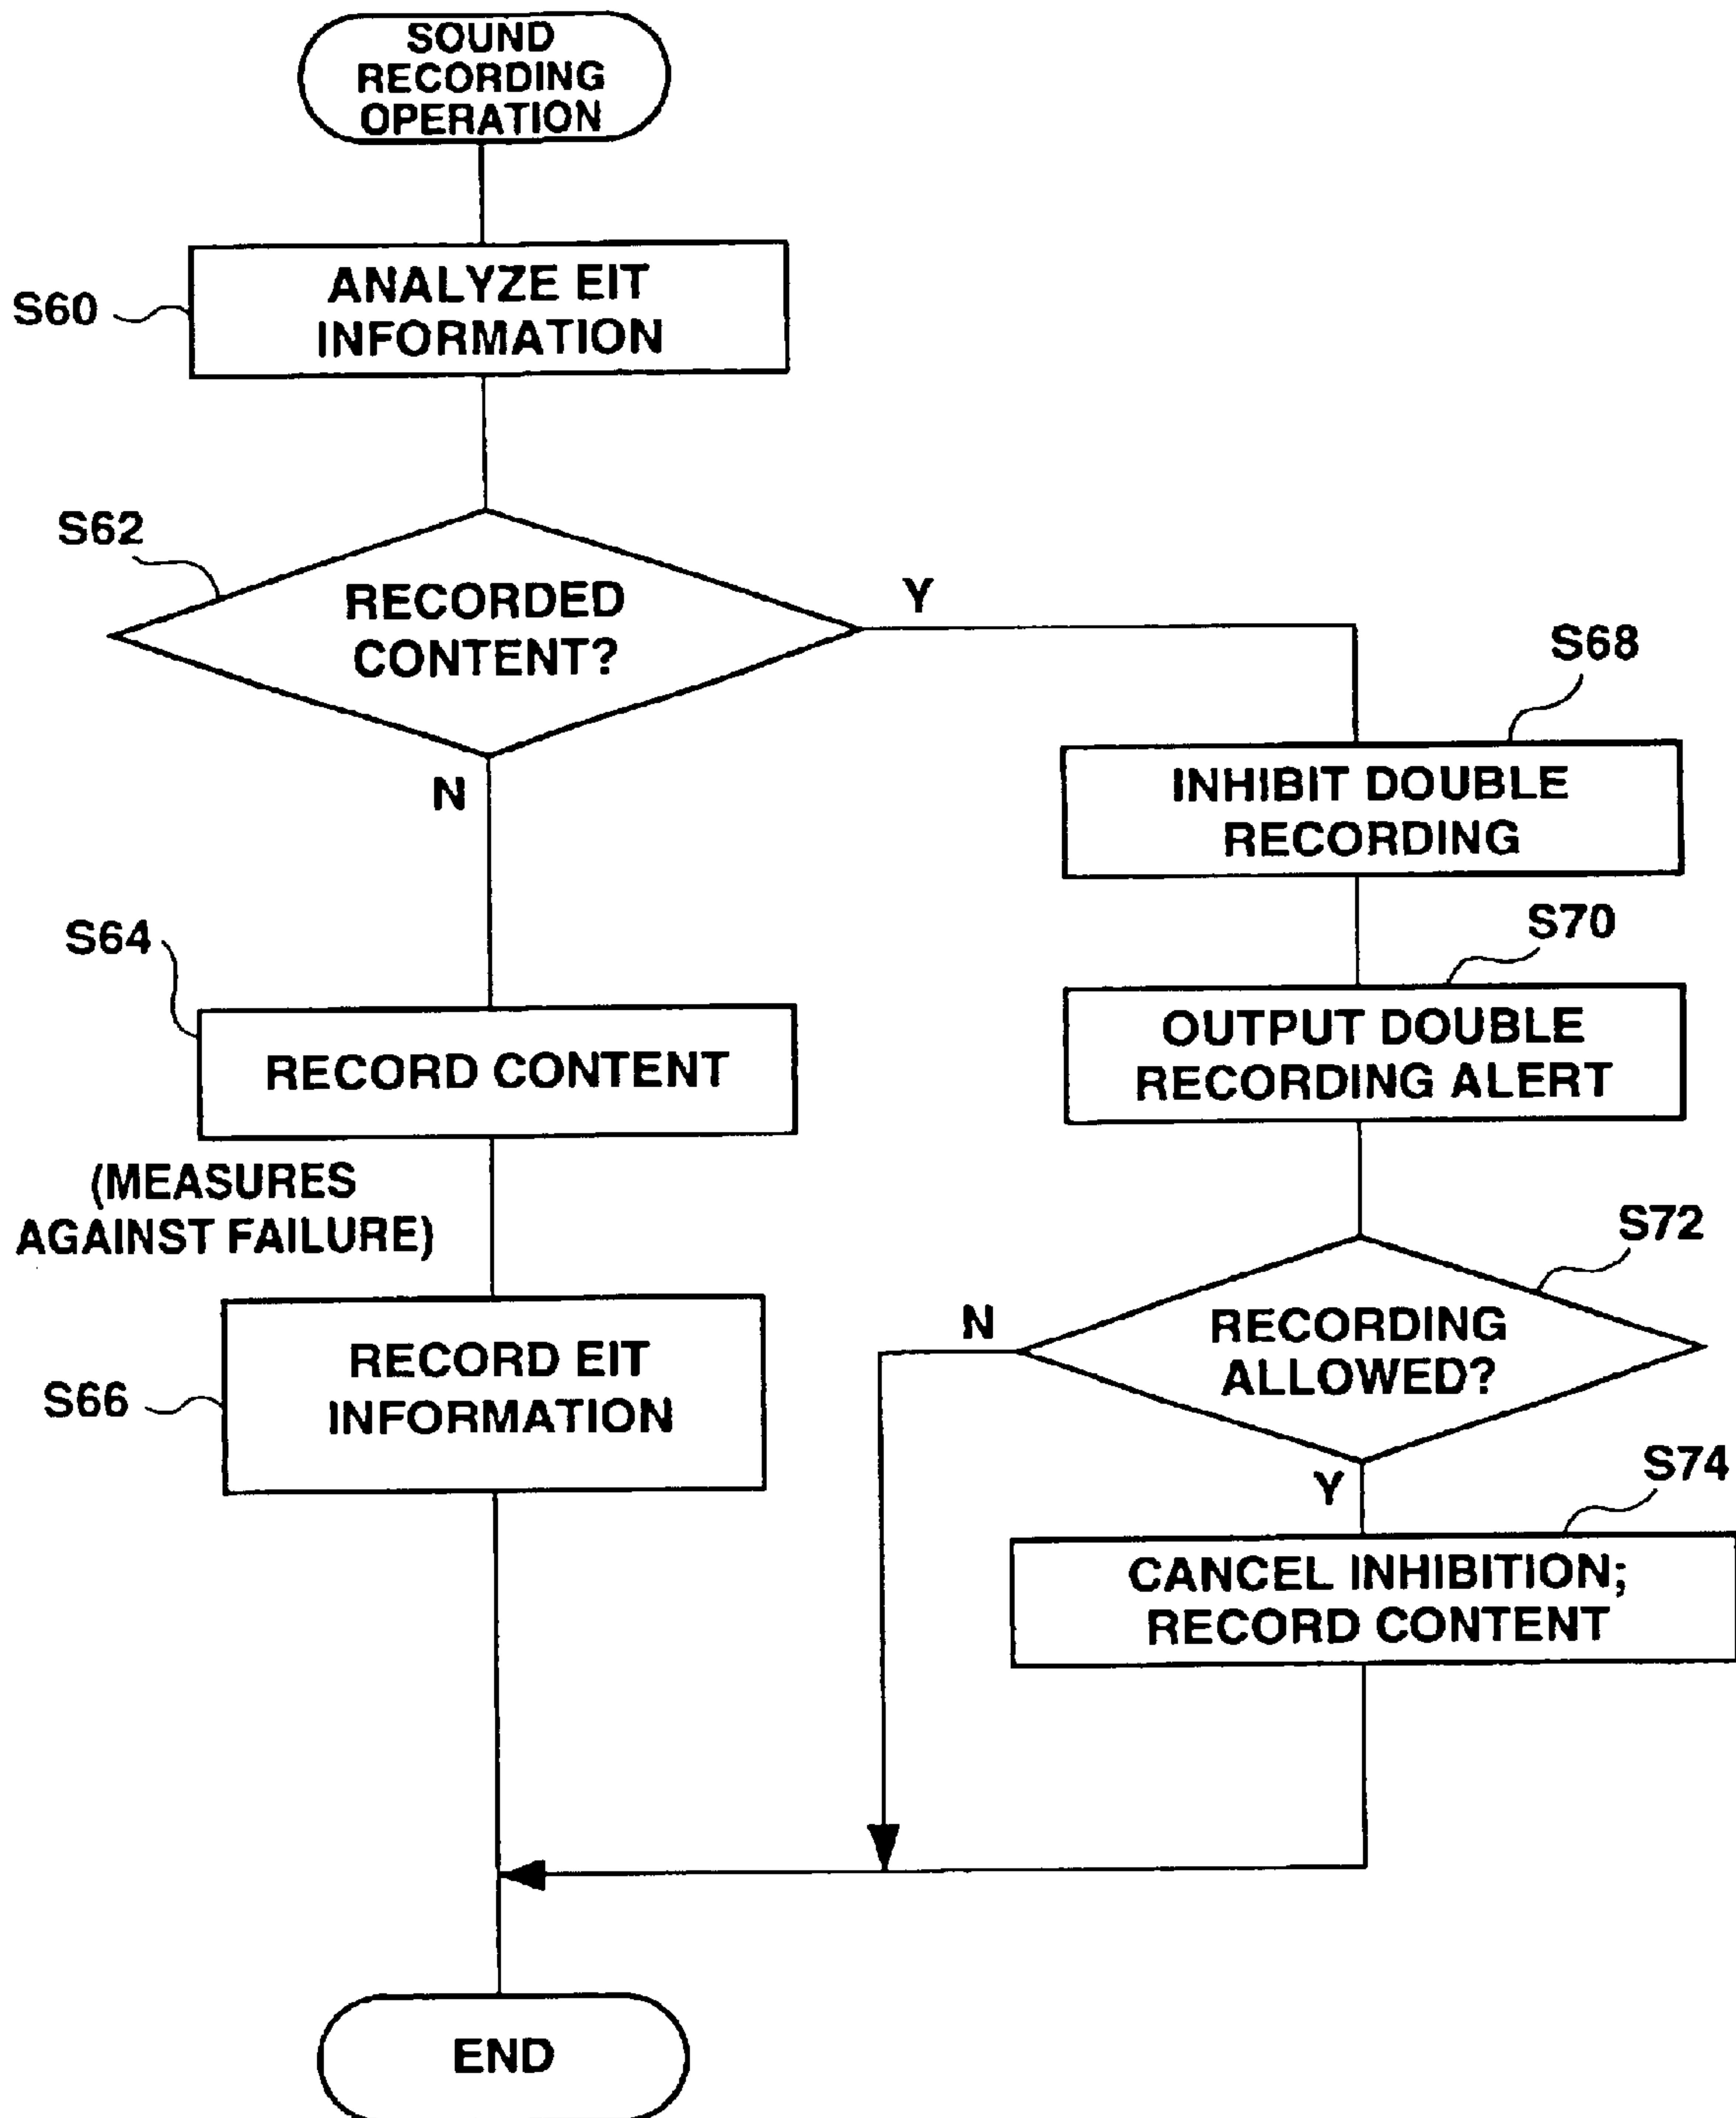 SOUND
RECORDING
OPERATION
S60
ANALYZE EIT
INFORMATION
S62
RECORDED
CONTENT?
Y
N
S68
INHIBIT DOUBLE
RECORDING
S64
RECORD CONTENT
S70
OUTPUT DOUBLE
RECORDING ALERT
(MEASURES
AGAINST FAILURE)
S72
RECORDING
ALLOWED?
N
Y
S66
RECORD EIT
INFORMATION
S74
CANCEL INHIBITION;
RECORD CONTENT
END